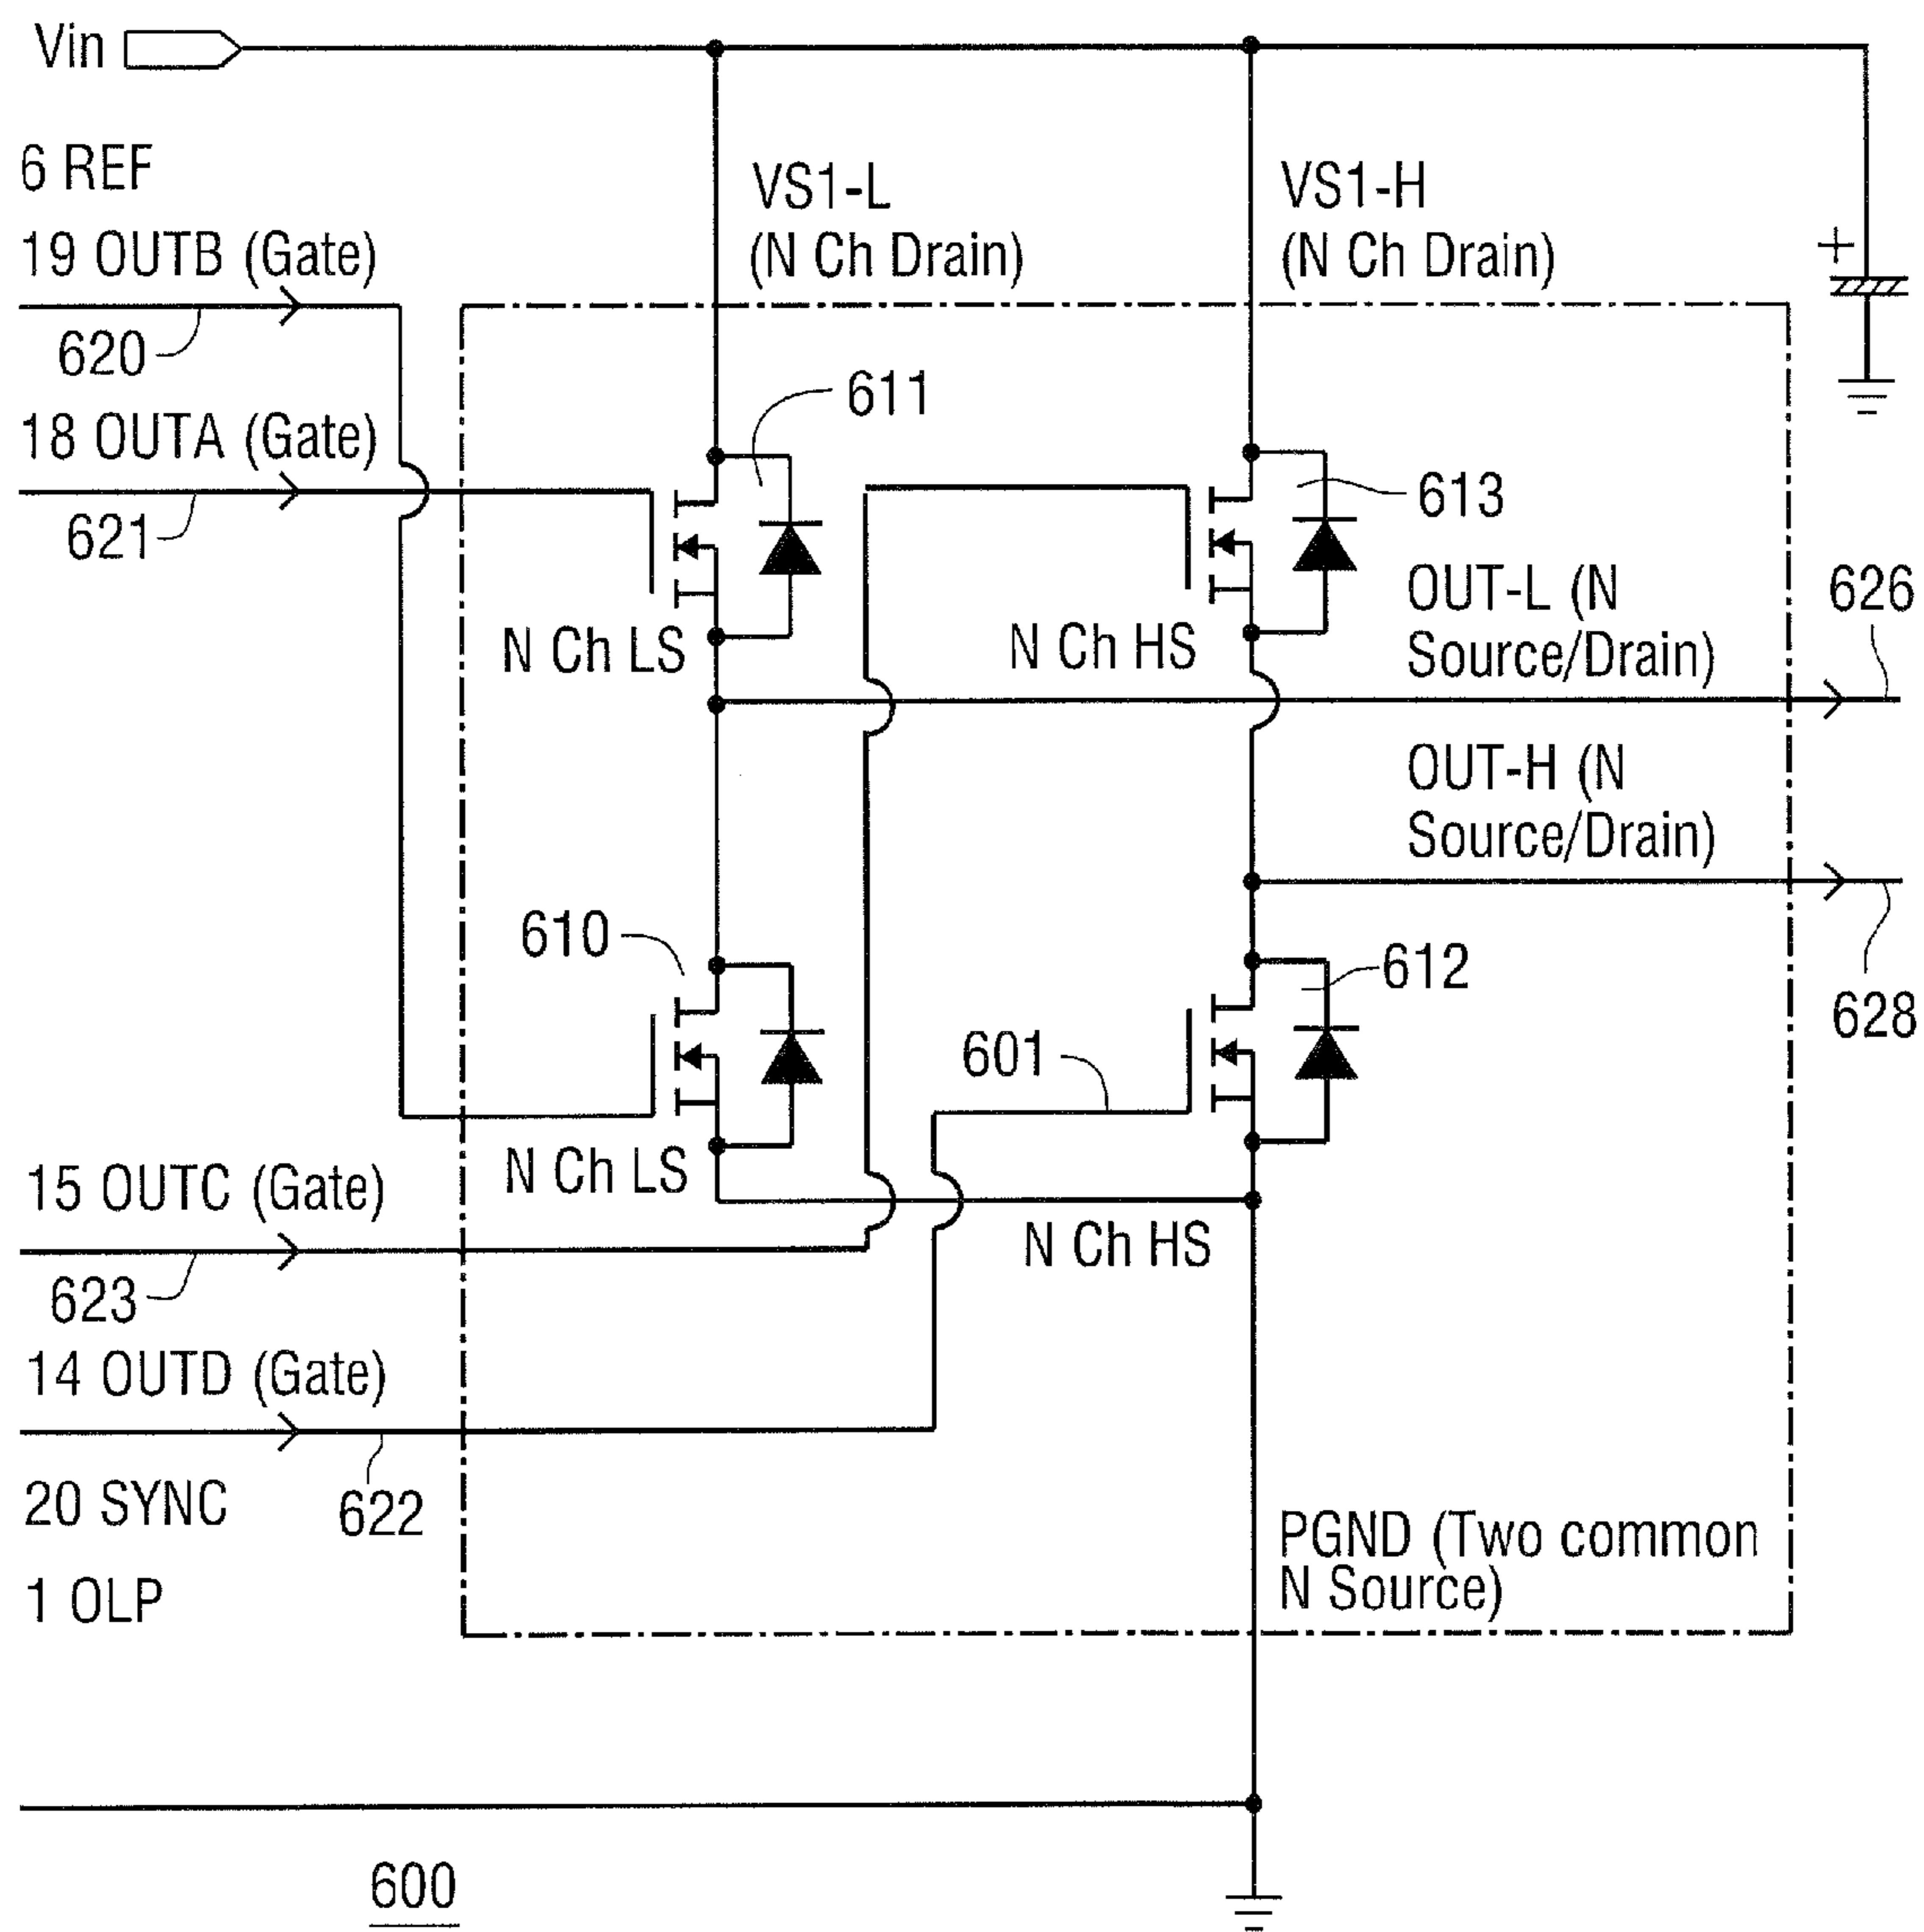 Vin
6 REF
19 OUTB (Gate)
620
18 OUTA (Gate)
621
VS1-L
(N Ch Drain)
VS1-H
(N Ch Drain)
+
611
613
N Ch LS
N Ch HS
OUT-L (N
Source/Drain)
626
OUT-H (N
Source/Drain)
628
610
612
601
N Ch LS
N Ch HS
15 OUTC (Gate)
623
14 OUTD (Gate)
622
20 SYNC
1 OLP
PGND (Two common
N Source)
600